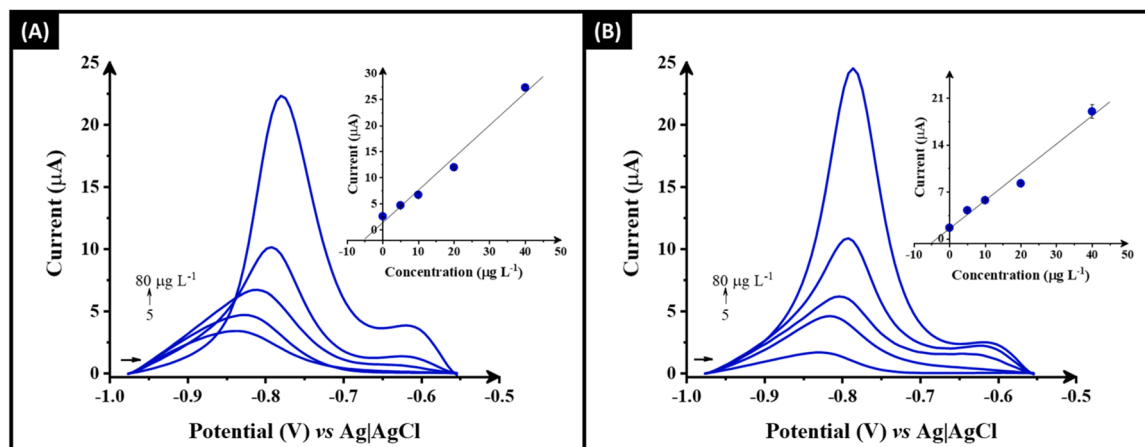 (A)
25
20
15
10
5
0
Current (µA)
-1.0 -0.9 -0.8 -0.7 -0.6 -0.5
Potential (V) vs Ag|AgCl
80 µg L-1
5
30
25
20
15
10
5
0
Current (µA)
-10 0 10 20 30 40 50
Concentration (µg L-1)
(B)
25
20
15
10
5
0
Current (µA)
-1.0 -0.9 -0.8 -0.7 -0.6 -0.5
Potential (V) vs Ag|AgCl
80 µg L-1
5
21
14
7
0
Current (µA)
-10 0 10 20 30 40 50
Concentration (µg L-1)